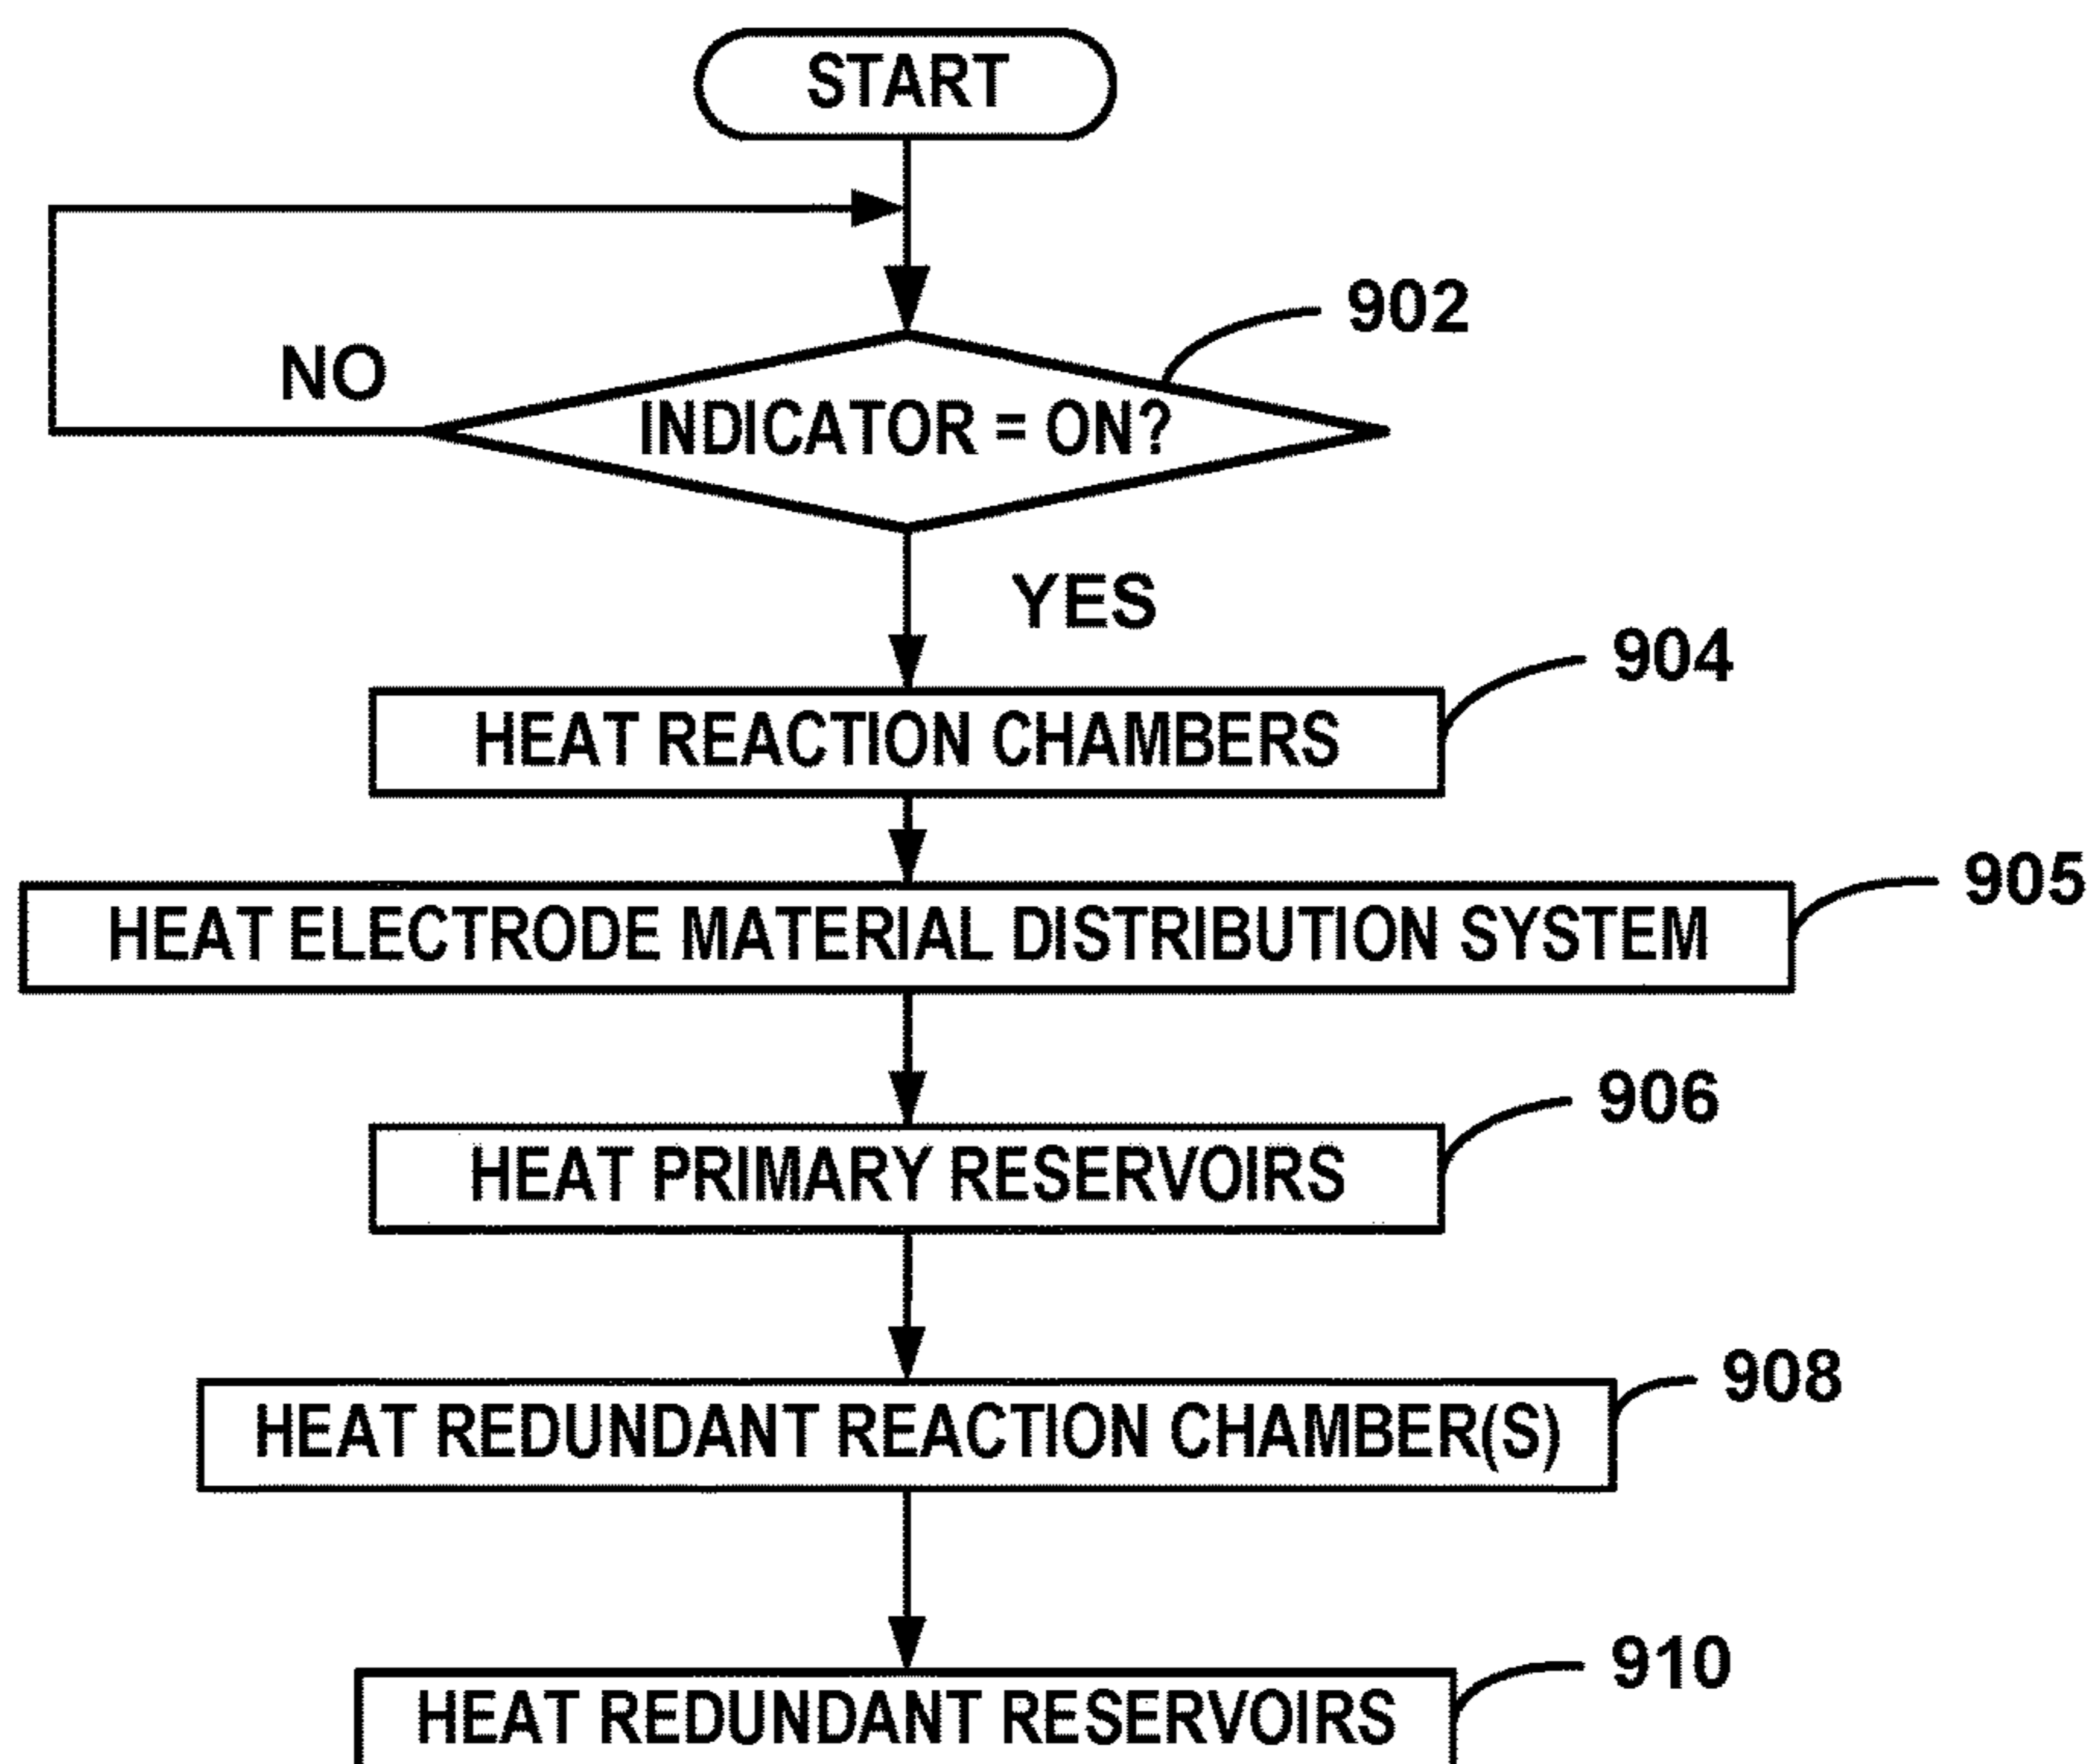 START
902
NO
INDICATOR = ON?
YES
904
HEAT REACTION CHAMBERS
905
HEAT ELECTRODE MATERIAL DISTRIBUTION SYSTEM
906
HEAT PRIMARY RESERVOIRS
908
HEAT REDUNDANT REACTION CHAMBER(S)
910
HEAT REDUNDANT RESERVOIRS